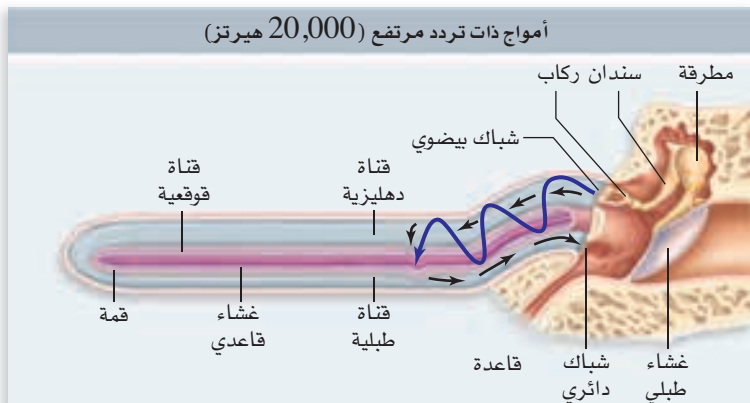 أمواج ذات تردد مرتفع (20,000 هيرتز)
مطرقة
سندان
ركاب
شباك بيضوي
قناة
دهليزية
قناة
قوقعية
قمة
غشاء
قاعدي
قناة
طبلية
قاعدة
شباك
دائري
غشاء
طبلي